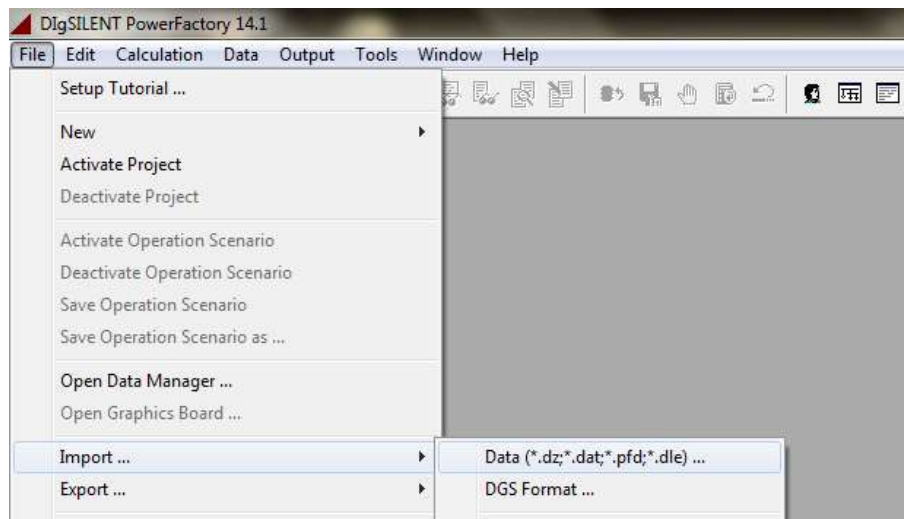 DIgSILENT PowerFactory 14.1
File Edit Calculation Data Output Tools Window Help
Setup Tutorial ...
New
Activate Project
Deactivate Project
Activate Operation Scenario
Deactivate Operation Scenario
Save Operation Scenario
Save Operation Scenario as ...
Open Data Manager ...
Open Graphics Board ...
Import ... Data (*.dz;*.dat;*.pfd;*.dle) ...
Export ... DGS Format ...